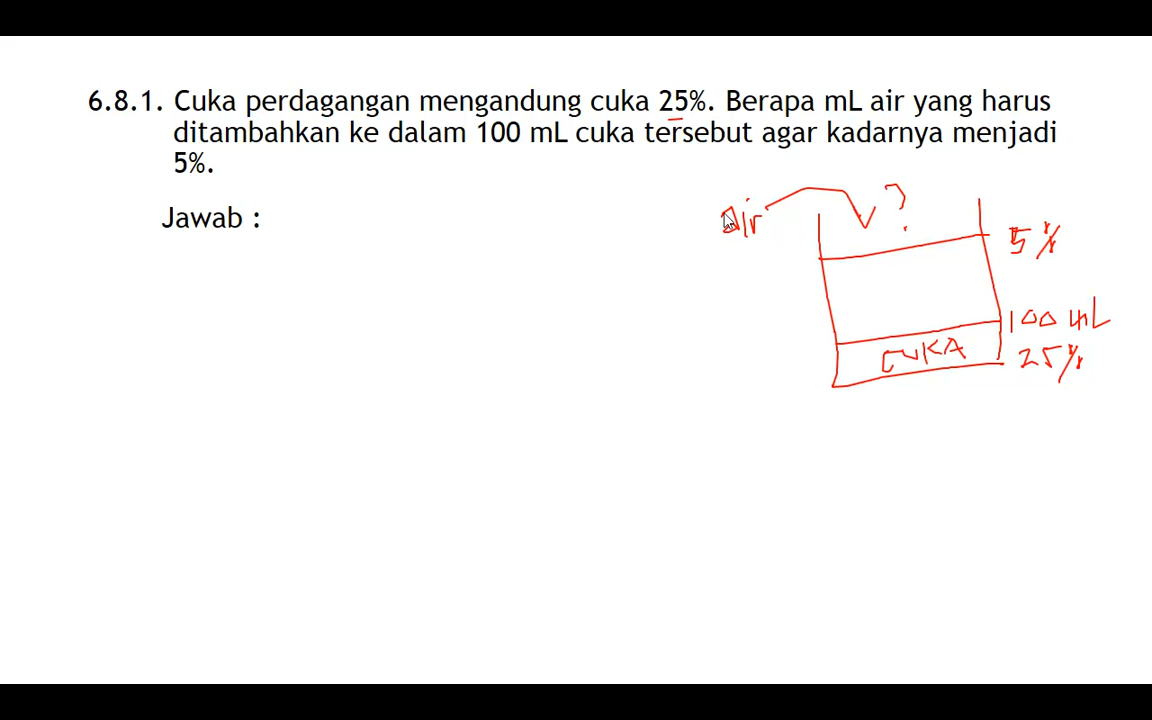 6.8.1. Cuka perdagangan mengandung cuka 25%. Berapa mL air yang harus
ditambahkan ke dalam 100 mL cuka tersebut agar kadarnya menjadi
5%.
Jawab :
air ?
5%
100 mL
CUKA 25%